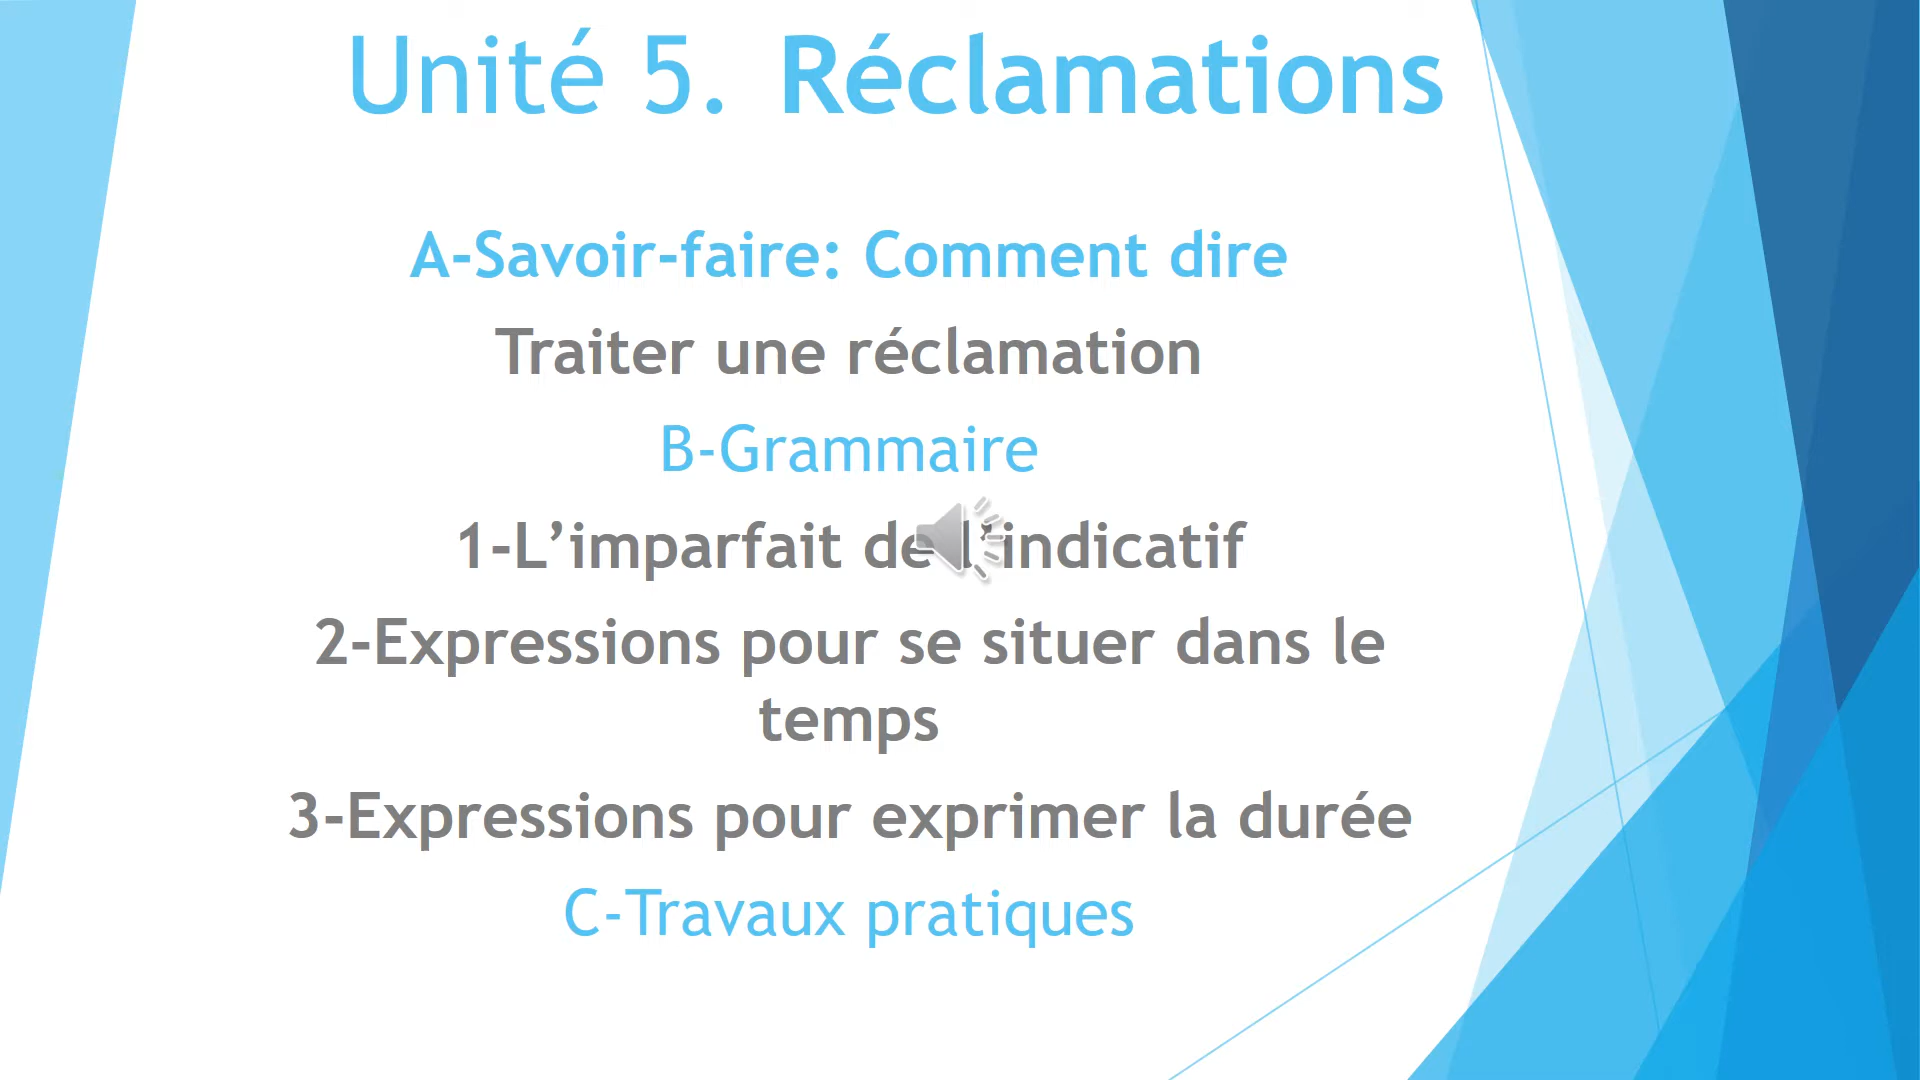 Unité 5. Réclamations
A-Savoir-faire: Comment dire
Traiter une réclamation
B-Grammaire
1-L’imparfait de l’indicatif
2-Expressions pour se situer dans le
temps
3-Expressions pour exprimer la durée
C-Travaux pratiques